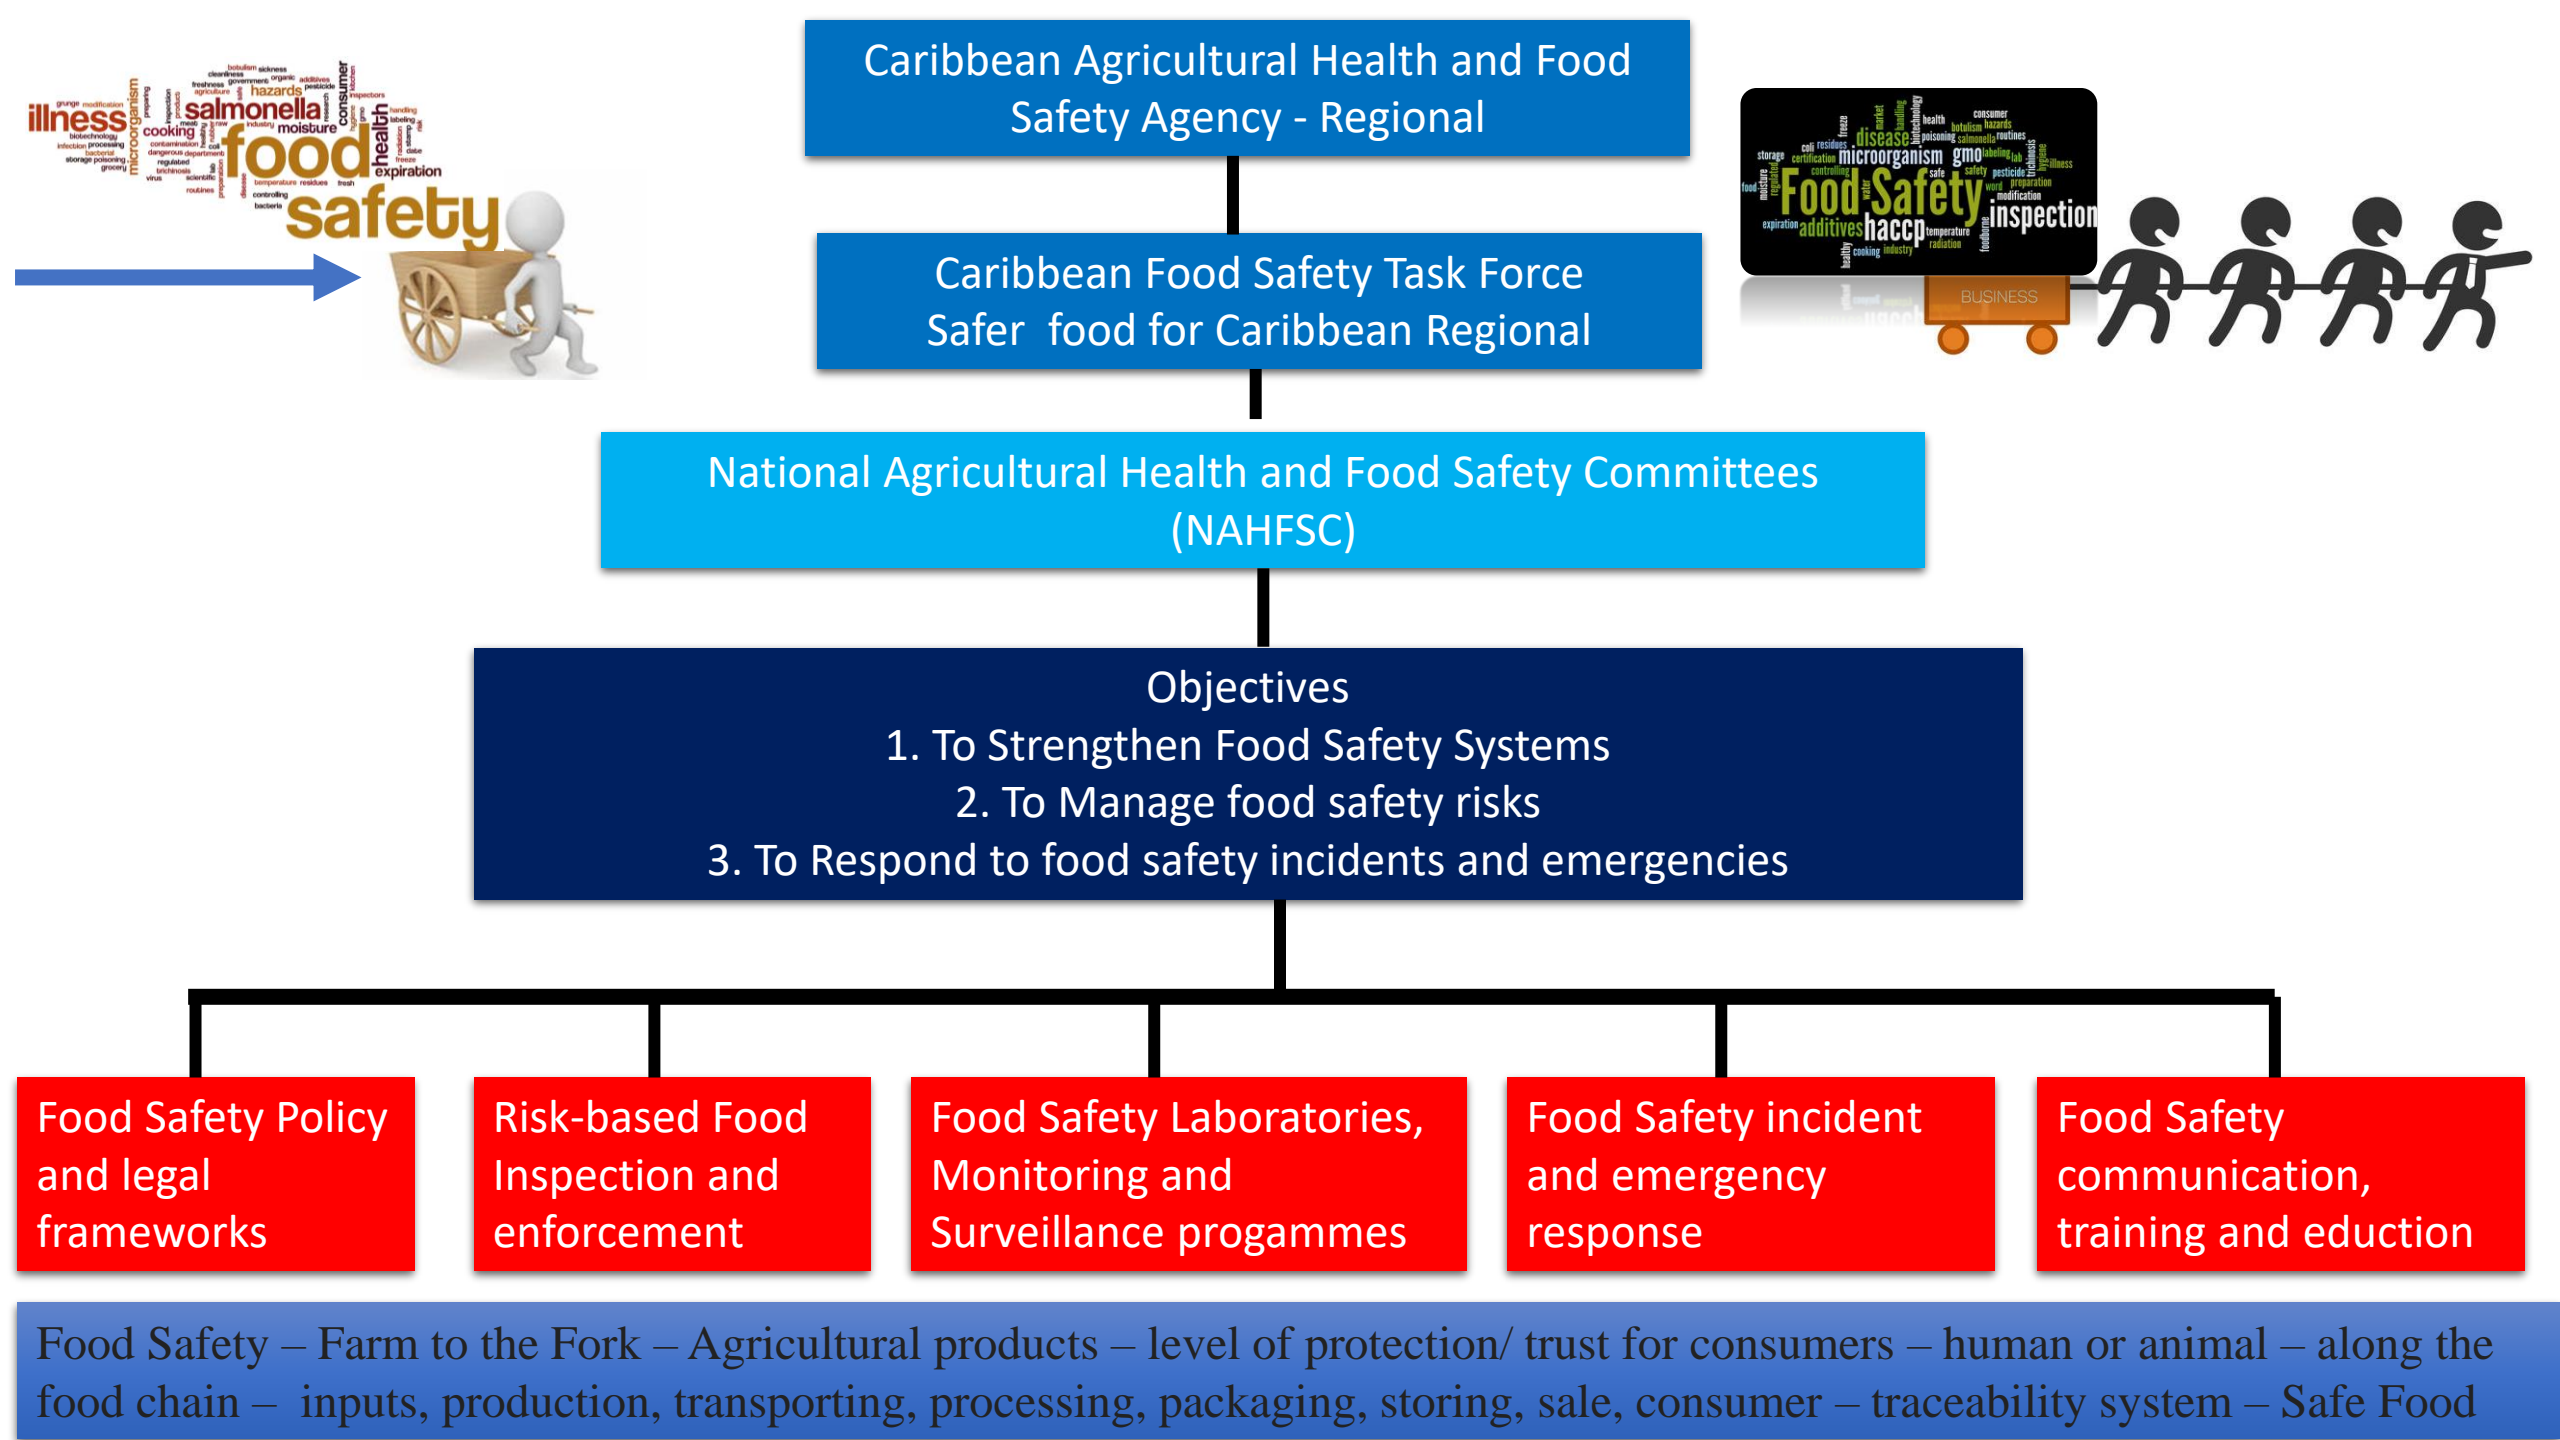 Caribbean Agricultural Health and Food
Safety Agency - Regional
Caribbean Food Safety Task Force
Safer  food for Caribbean Regional
illness
salmonella
hazards
consumer
microorganism
cooking
moisture
food
health
expiration
safety
disease
microorganism
gmo
Food Safety
inspection
additives
haccp
temperature
BUSINESS
National Agricultural Health and Food Safety Committees
(NAHFSC)
Objectives
1. To Strengthen Food Safety Systems
2. To Manage food safety risks
3. To Respond to food safety incidents and emergencies
Food Safety Policy
and legal
frameworks
Risk-based Food
Inspection and
enforcement
Food Safety Laboratories,
Monitoring and
Surveillance progammes
Food Safety incident
and emergency
response
Food Safety
communication,
training and eduction
Food Safety – Farm to the Fork – Agricultural products – level of protection/ trust for consumers – human or animal – along the
food chain –  inputs, production, transporting, processing, packaging, storing, sale, consumer – traceability system – Safe Food